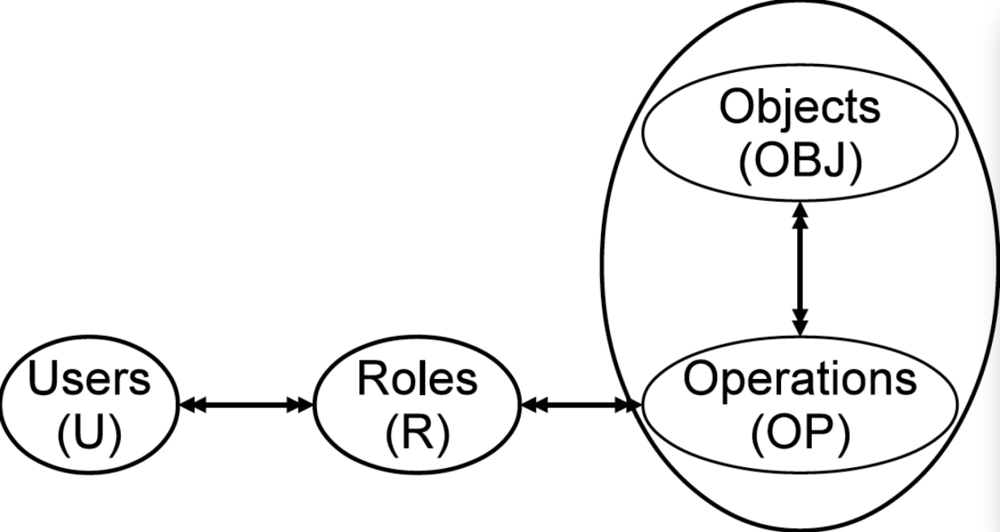 Objects
(OBJ)
Users
(U)
Roles
(R)
Operations
(OP)